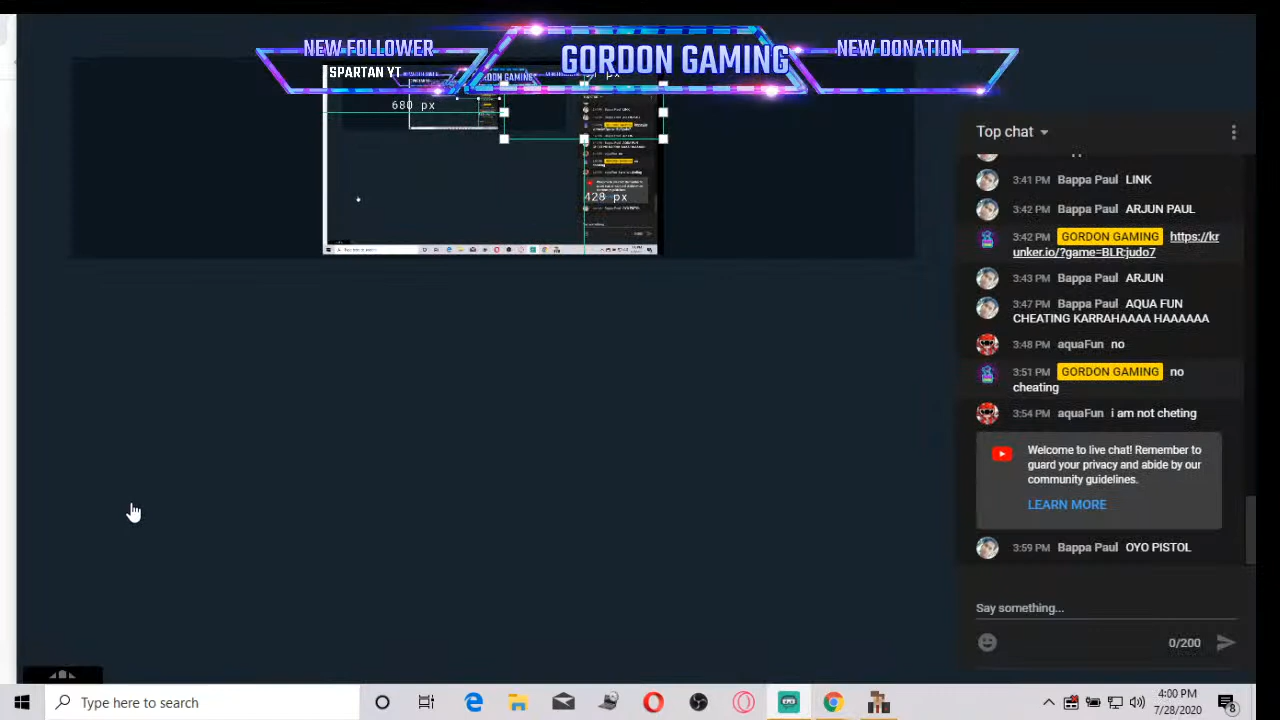 NEW FOLLOWER
GORDON GAMING
NEW DONATION
SPARTAN YT
680 px
px
428 px
Top chat
3:41 PM Bappa Paul LINK
3:42 PM Bappa Paul ARJUN PAUL
3:42 PM GORDON GAMING https://kr
unker.io/?game=BLR:judo7
3:43 PM Bappa Paul ARJUN
3:47 PM Bappa Paul AQUA FUN
CHEATING KARRAHAAAA HAAAAAA
3:48 PM aquaFun no
3:51 PM GORDON GAMING no
cheating
3:54 PM aquaFun i am not cheting
Welcome to live chat! Remember to
guard your privacy and abide by our
community guidelines.
LEARN MORE
3:59 PM Bappa Paul OYO PISTOL
Say something...
0/200
Type here to search
4:00 PM
7/28/2020
8